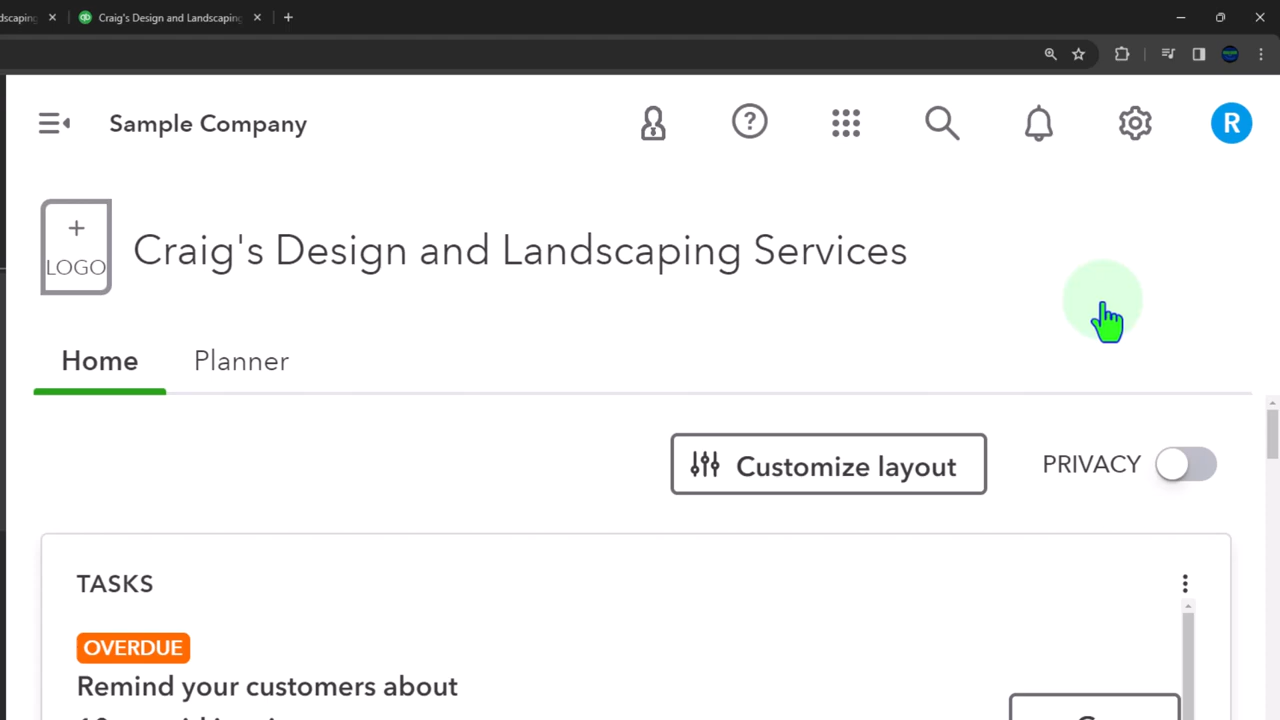 dscaping
Craig's Design and Landscaping
Sample Company
R
LOGO
Craig's Design and Landscaping Services
Home
Planner
Customize layout
PRIVACY
TASKS
OVERDUE
Remind your customers about